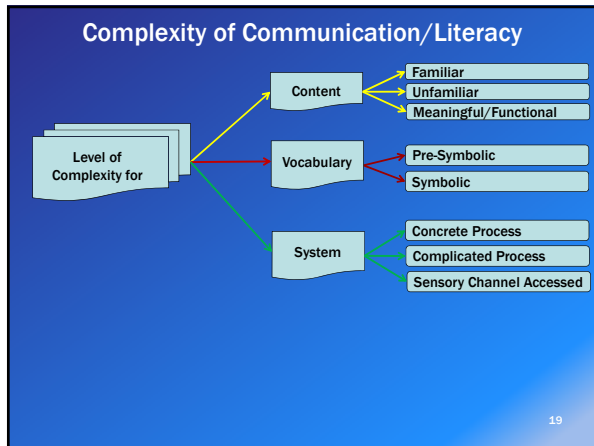 Complexity of Communication/Literacy
Level of
Complexity for
Content
Familiar
Unfamiliar
Meaningful/Functional
Vocabulary
Pre-Symbolic
Symbolic
System
Concrete Process
Complicated Process
Sensory Channel Accessed
19